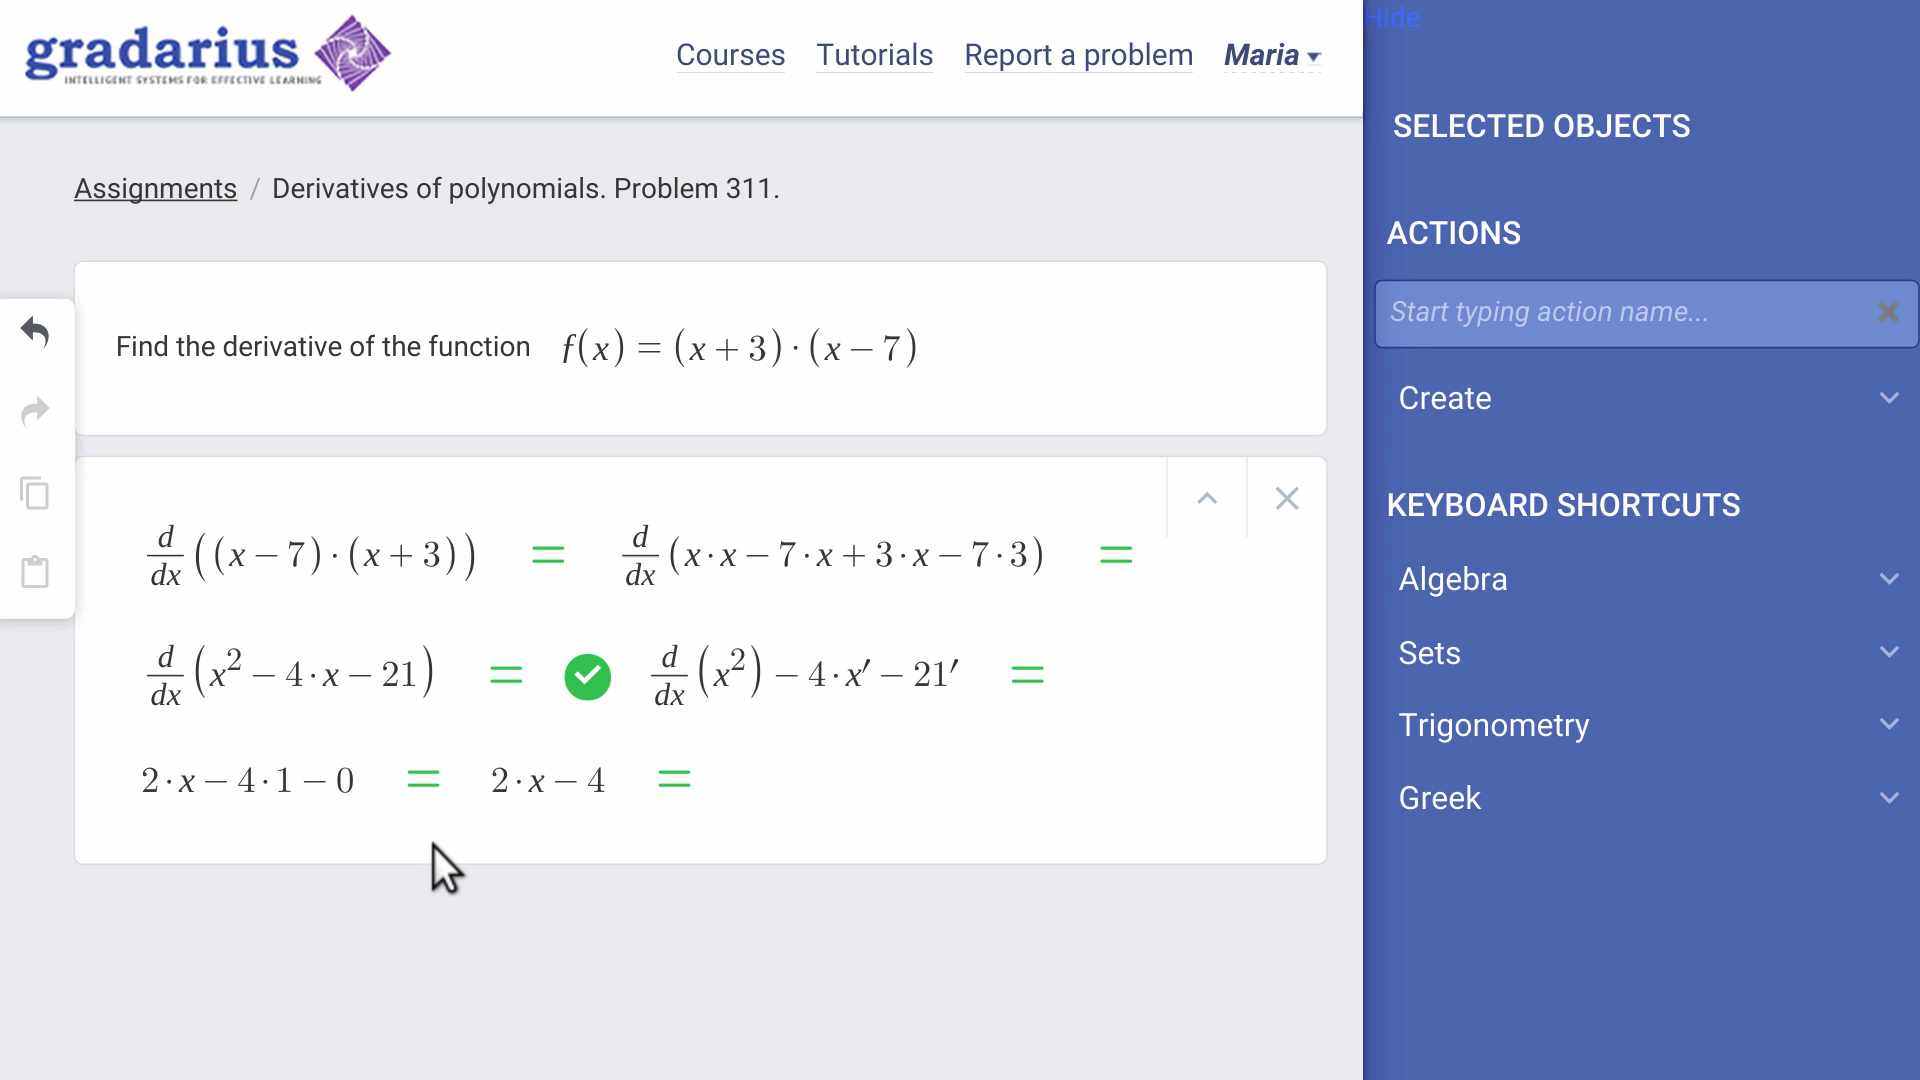 gradarius
INTELLIGENT SYSTEMS FOR EFFECTIVE LEARNING
Courses Tutorials Report a problem Maria
Assignments / Derivatives of polynomials. Problem 311.
Find the derivative of the function f(x) = (x + 3) · (x − 7)
d/dx ((x − 7) · (x + 3)) = d/dx (x · x − 7 · x + 3 · x − 7 · 3) =
d/dx (x² − 4 · x − 21) = d/dx (x²) − 4 · x′ − 21′ =
2 · x − 4 · 1 − 0 = 2 · x − 4 =
Hide
SELECTED OBJECTS
ACTIONS
Start typing action name...
Create
KEYBOARD SHORTCUTS
Algebra
Sets
Trigonometry
Greek